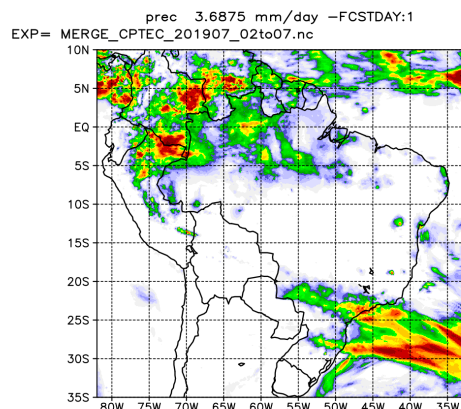 prec 3.6875 mm/day −FCSTDAY:1
EXP= MERGE_CPTEC_201907_02to07.nc
10N
5N
EQ
5S
10S
15S
20S
25S
30S
35S
80W 75W 70W 65W 60W 55W 50W 45W 40W 35W